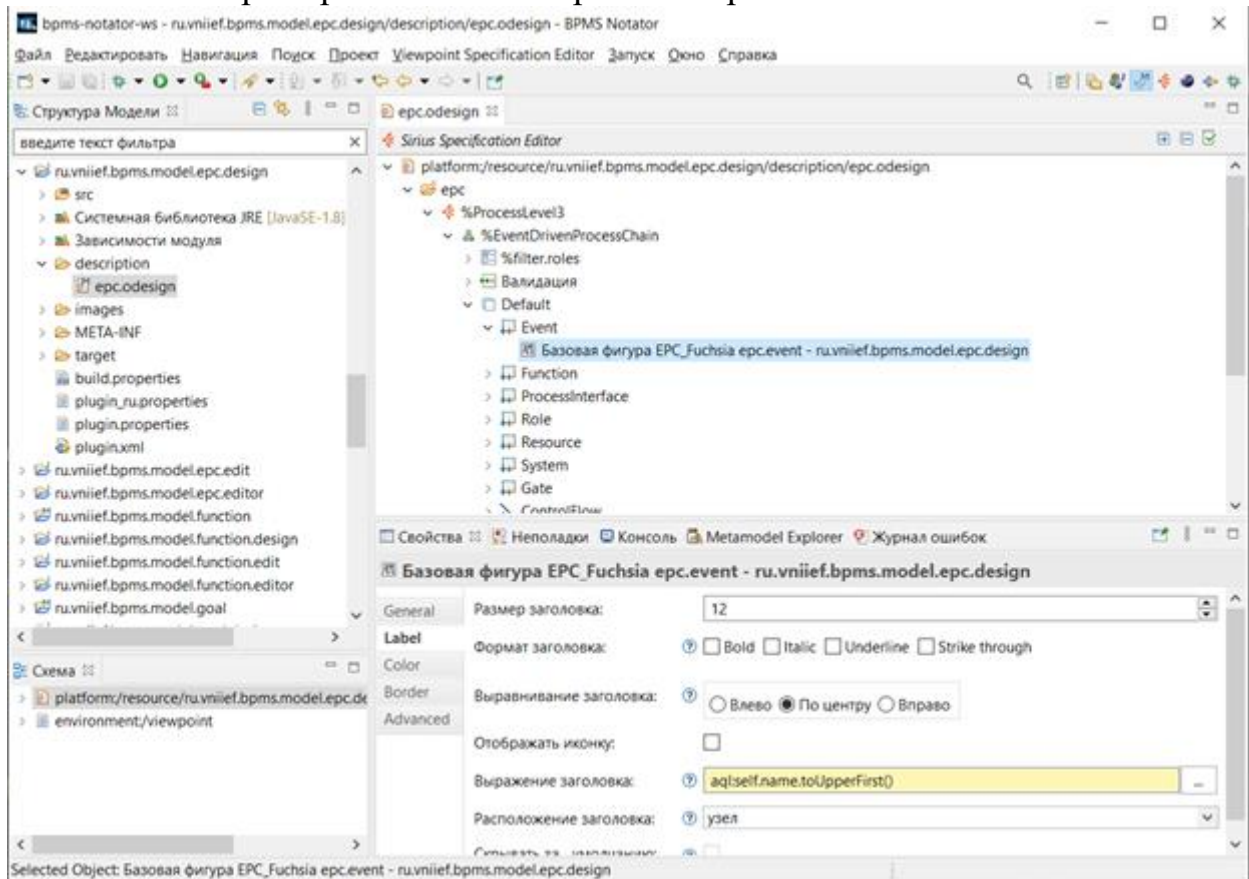 bpms-notator-ws - ru.vniief.bpms.model.epc.design/description/epc.odesign - BPMS Notator
Файл Редактировать Навигация Поиск Проект Viewpoint Specification Editor Запуск Окно Справка
Структура Модели
введите текст фильтра
ru.vniief.bpms.model.epc.design
src
Системная библиотека JRE [JavaSE-1.8]
Зависимости модуля
description
epc.odesign
images
META-INF
target
build.properties
plugin_ru.properties
plugin.properties
plugin.xml
ru.vniief.bpms.model.epc.edit
ru.vniief.bpms.model.epc.editor
ru.vniief.bpms.model.function
ru.vniief.bpms.model.function.design
ru.vniief.bpms.model.function.edit
ru.vniief.bpms.model.function.editor
ru.vniief.bpms.model.goal
Схема
platform:/resource/ru.vniief.bpms.model.epc.de
environment:/viewpoint
epc.odesign
Sirius Specification Editor
platform:/resource/ru.vniief.bpms.model.epc.design/description/epc.odesign
epc
%ProcessLevel3
%EventDrivenProcessChain
%filter.roles
Валидация
Default
Event
Базовая фигура EPC_Fuchsia epc.event - ru.vniief.bpms.model.epc.design
Function
ProcessInterface
Role
Resource
System
Gate
ControlFlow
Свойства Неполадки Консоль Metamodel Explorer Журнал ошибок
Базовая фигура EPC_Fuchsia epc.event - ru.vniief.bpms.model.epc.design
General
Label
Color
Border
Advanced
Размер заголовка: 12
Формат заголовка: Bold Italic Underline Strike through
Выравнивание заголовка: Влево По центру Вправо
Отображать иконку:
Выражение заголовка: aql:self.name.toUpperFirst() ...
Расположение заголовка: узел
Selected Object: Базовая фигура EPC_Fuchsia epc.event - ru.vniief.bpms.model.epc.design